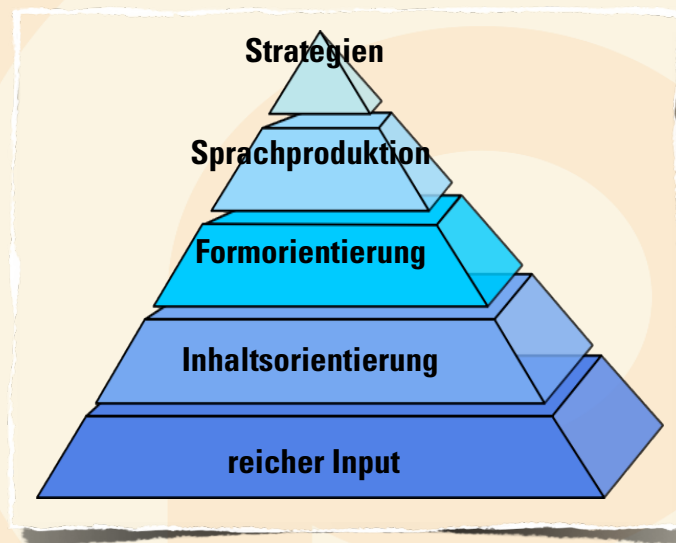 Strategien
Sprachproduktion
Formorientierung
Inhaltsorientierung
reicher Input